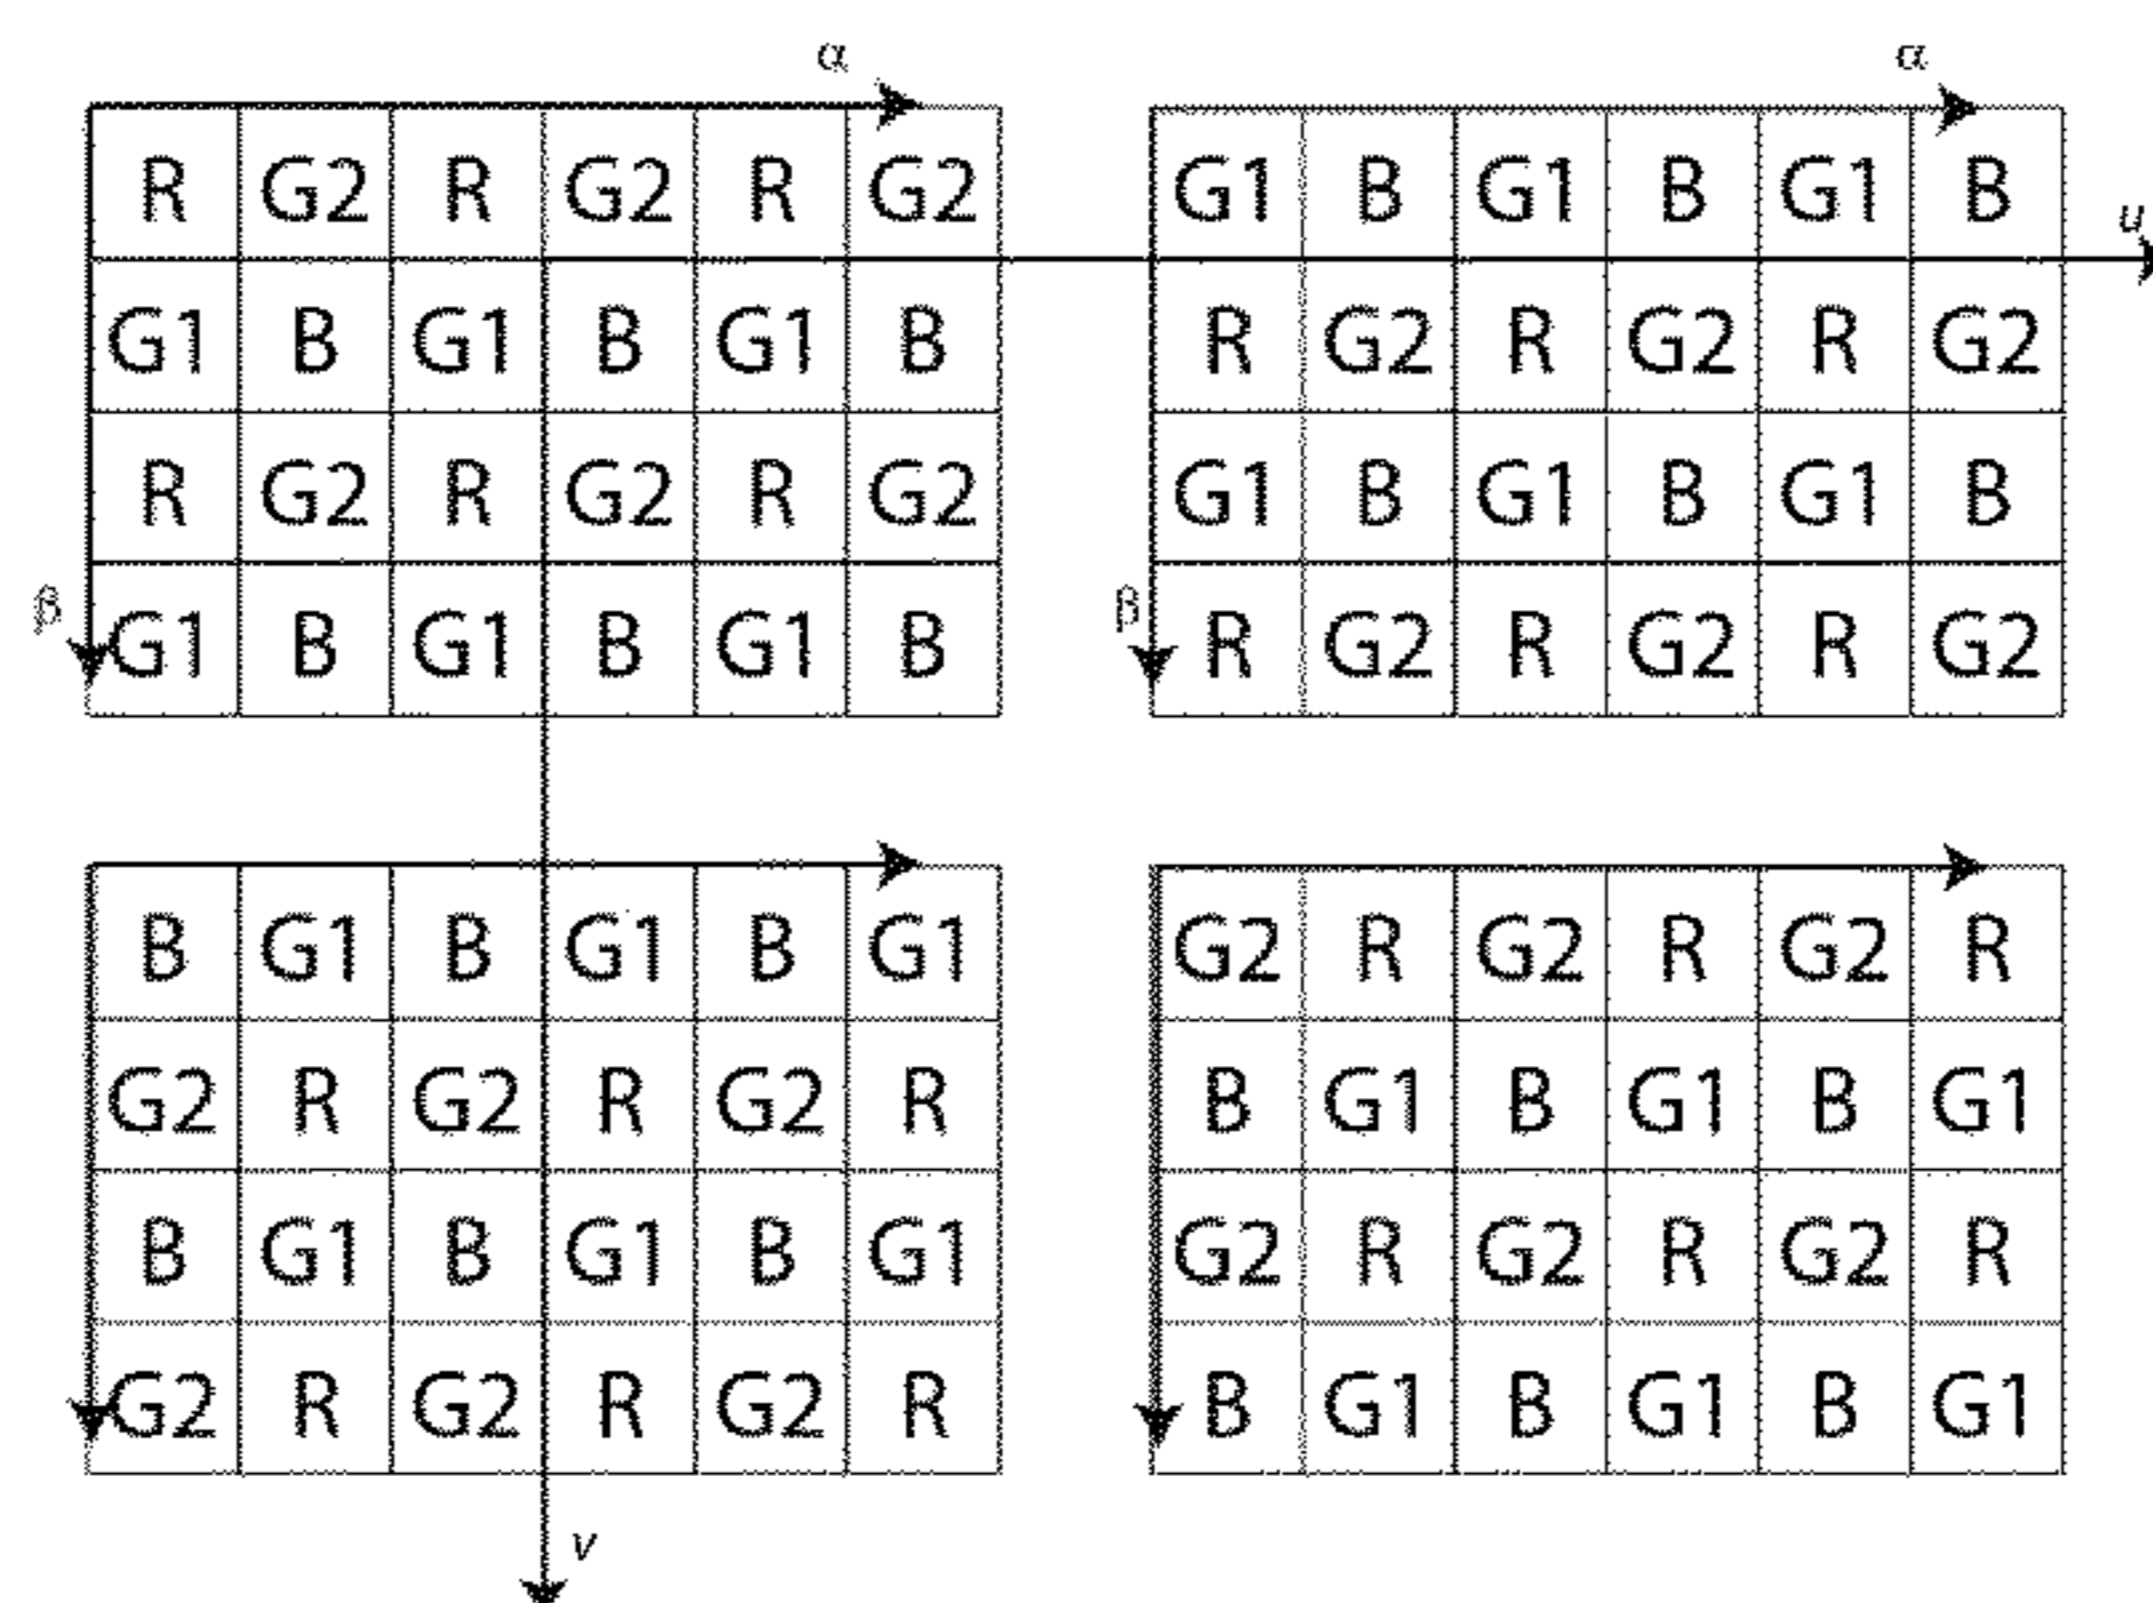 α α
R G2 R G2 R G2 G1 B G1 B G1 B
u
G1 B G1 B G1 B R G2 R G2 R G2
R G2 R G2 R G2 G1 B G1 B G1 B
β β
G1 B G1 B G1 B R G2 R G2 R G2
B G1 B G1 B G1 G2 R G2 R G2 R
G2 R G2 R G2 R B G1 B G1 B G1
B G1 B G1 B G1 G2 R G2 R G2 R
G2 R G2 R G2 R B G1 B G1 B G1
v